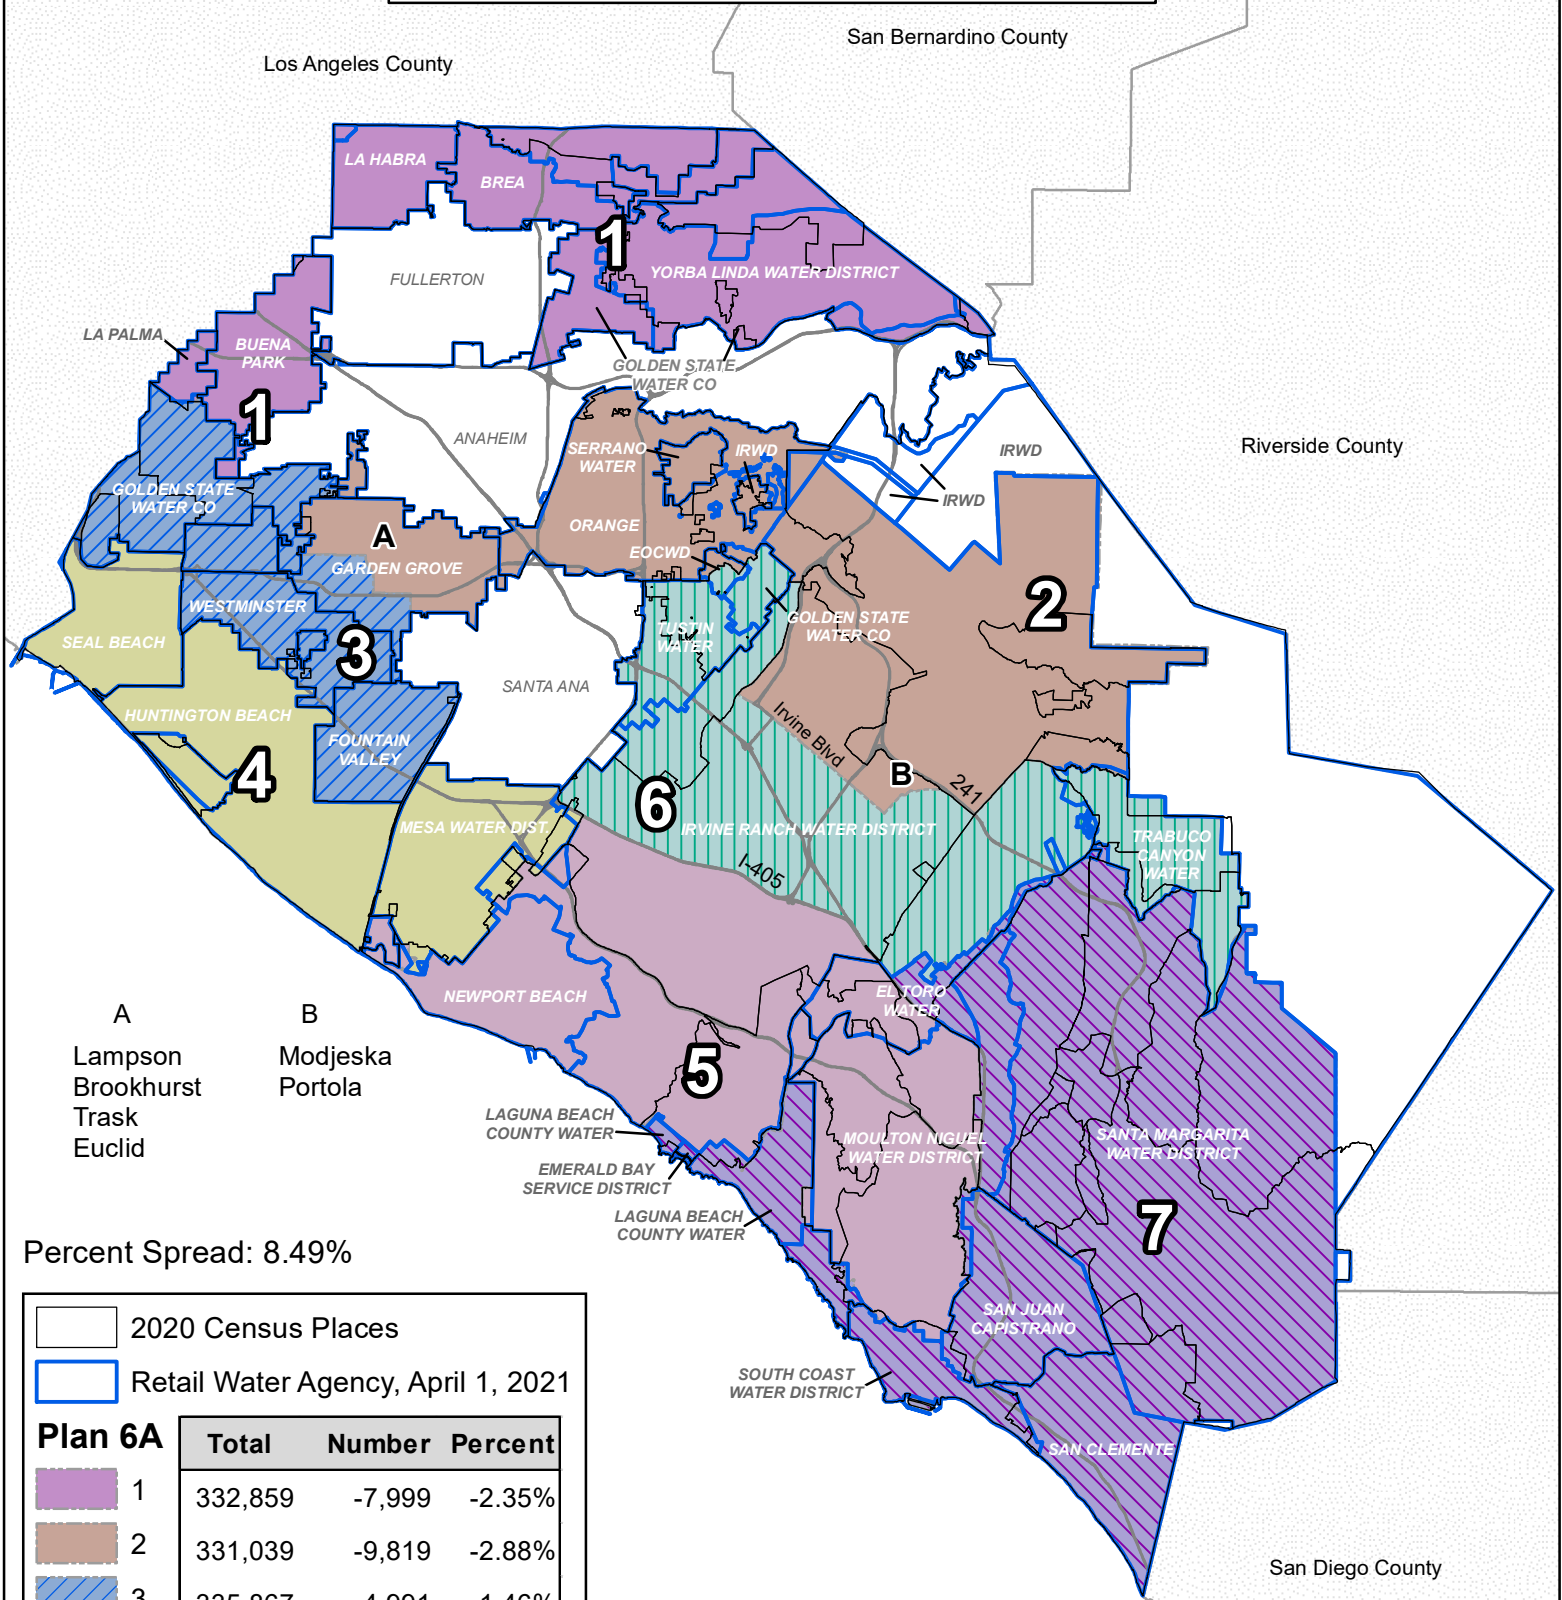 San Bernardino County
Los Angeles County
LA HABRA
BREA
1
YORBA LINDA WATER DISTRICT
FULLERTON
LA PALMA
BUENA
PARK
GOLDEN STATE
WATER CO
1
ANAHEIM
SERRANO
WATER
IRWD
IRWD
Riverside County
GOLDEN STATE
WATER CO
IRWD
ORANGE
A
EOCWD
GARDEN GROVE
WESTMINSTER
2
GOLDEN STATE
WATER CO
TUSTIN
WATER
SEAL BEACH
3
SANTA ANA
HUNTINGTON BEACH
FOUNTAIN
VALLEY
Irvine Blvd
4
B
241
6
MESA WATER DIST.
IRVINE RANCH WATER DISTRICT
TRABUCO
CANYON
WATER
I-405
NEWPORT BEACH
EL TORO
WATER
A
B
Lampson
Modjeska
Brookhurst
Portola
Trask
Euclid
5
LAGUNA BEACH
COUNTY WATER
MOULTON NIGUEL
WATER DISTRICT
SANTA MARGARITA
WATER DISTRICT
EMERALD BAY
SERVICE DISTRICT
LAGUNA BEACH
COUNTY WATER
7
Percent Spread: 8.49%
SAN JUAN
CAPISTRANO
2020 Census Places
SOUTH COAST
WATER DISTRICT
Retail Water Agency, April 1, 2021
SAN CLEMENTE
Plan 6A
Total Number Percent
1 332,859 -7,999 -2.35%
2 331,039 -9,819 -2.88%
San Diego County